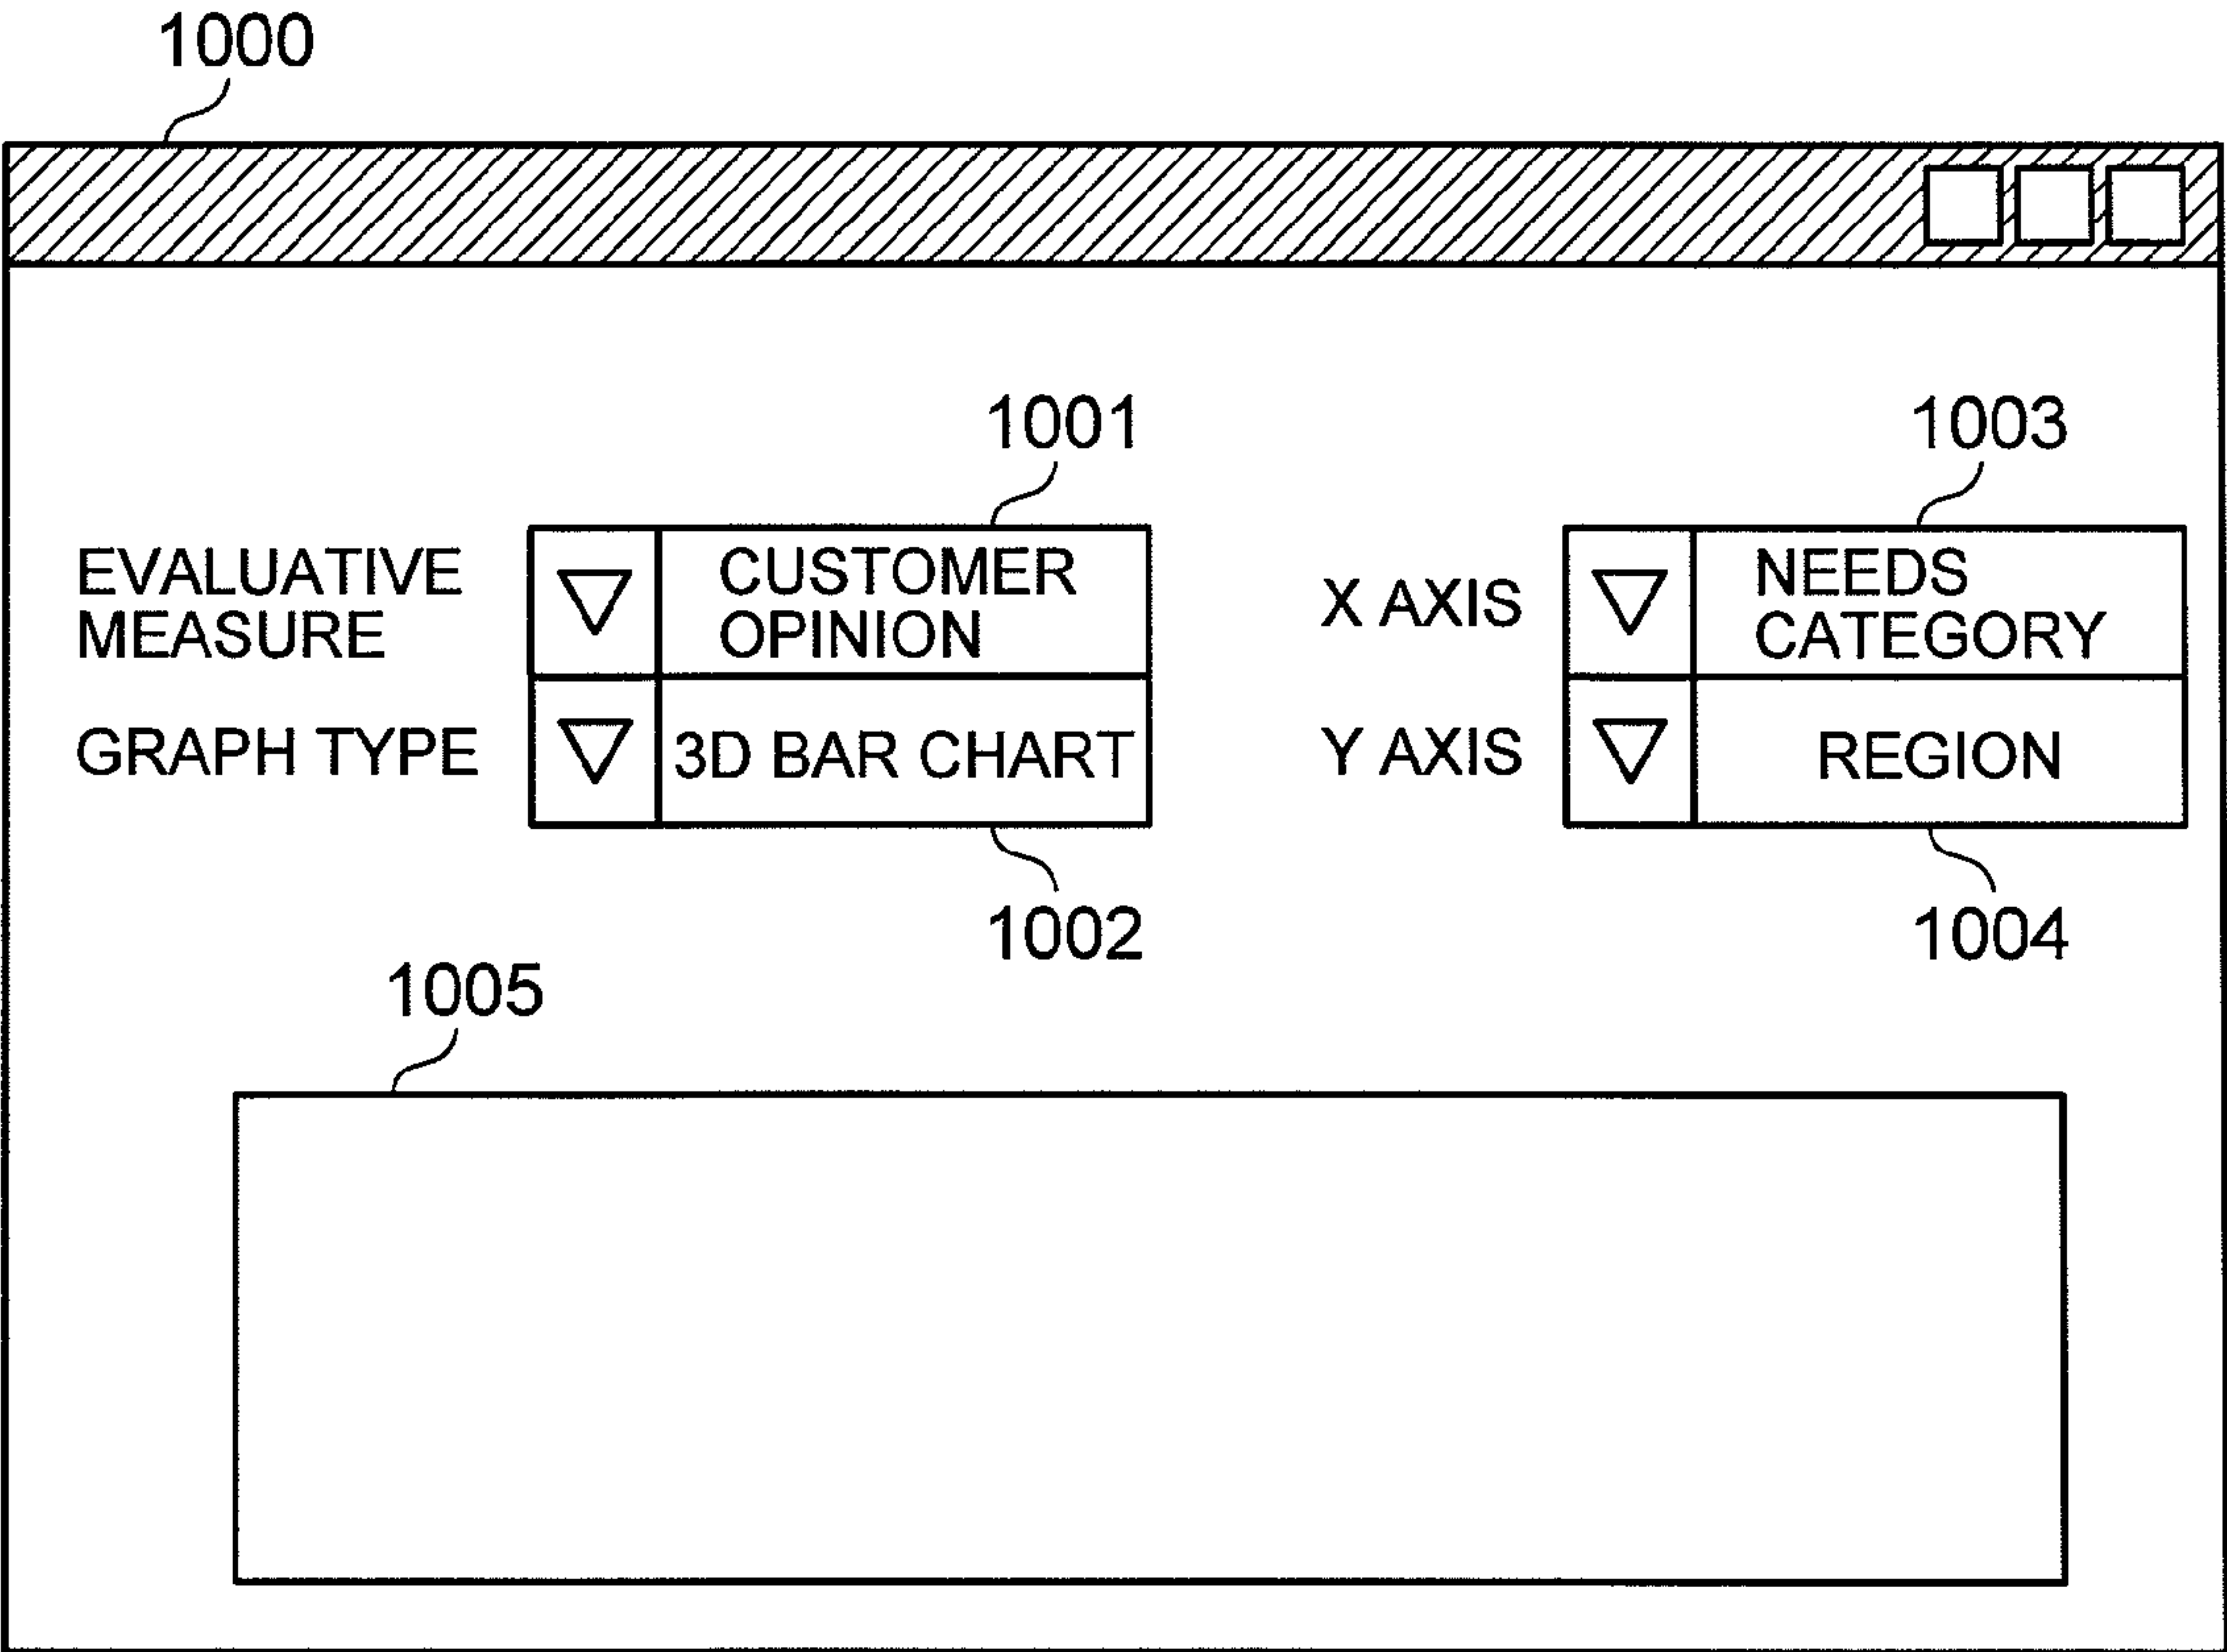 1000
1001
1003
EVALUATIVE
MEASURE
CUSTOMER
OPINION
X AXIS
NEEDS
CATEGORY
GRAPH TYPE
3D BAR CHART
Y AXIS
REGION
1002
1004
1005